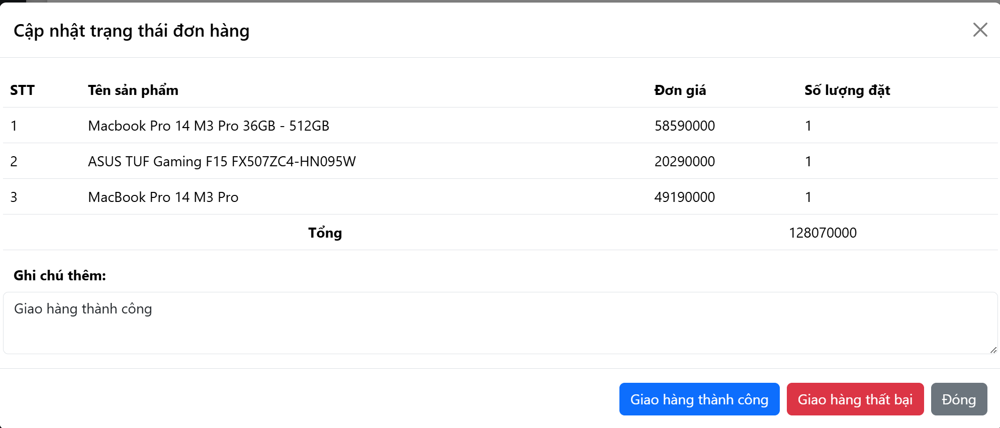 Cập nhật trạng thái đơn hàng
STT Tên sản phẩm Đơn giá Số lượng đặt
1 Macbook Pro 14 M3 Pro 36GB - 512GB 58590000 1
2 ASUS TUF Gaming F15 FX507ZC4-HN095W 20290000 1
3 MacBook Pro 14 M3 Pro 49190000 1
Tổng 128070000
Ghi chú thêm:
Giao hàng thành công
Giao hàng thành công Giao hàng thất bại Đóng